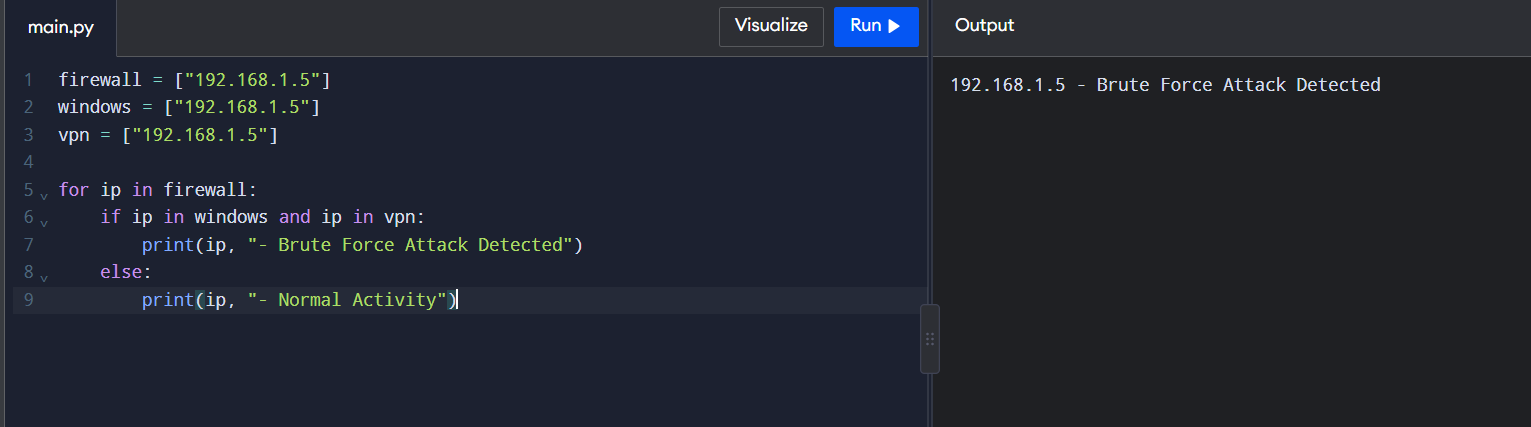 main.py
Visualize
Run
Output
1 firewall = ["192.168.1.5"]
2 windows = ["192.168.1.5"]
3 vpn = ["192.168.1.5"]
4
5 for ip in firewall:
6     if ip in windows and ip in vpn:
7         print(ip, "- Brute Force Attack Detected")
8     else:
9         print(ip, "- Normal Activity")
192.168.1.5 - Brute Force Attack Detected